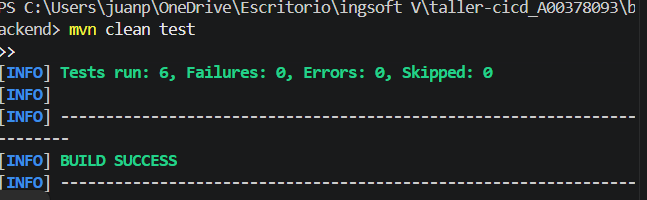 PS C:\Users\juanp\OneDrive\Escritorio\ingsoft V\taller-cicd_A00378093\b
ackend> mvn clean test
>>
[INFO] Tests run: 6, Failures: 0, Errors: 0, Skipped: 0
[INFO]
[INFO] ----------------------------------------------------------------
--------
[INFO] BUILD SUCCESS
[INFO] ----------------------------------------------------------------